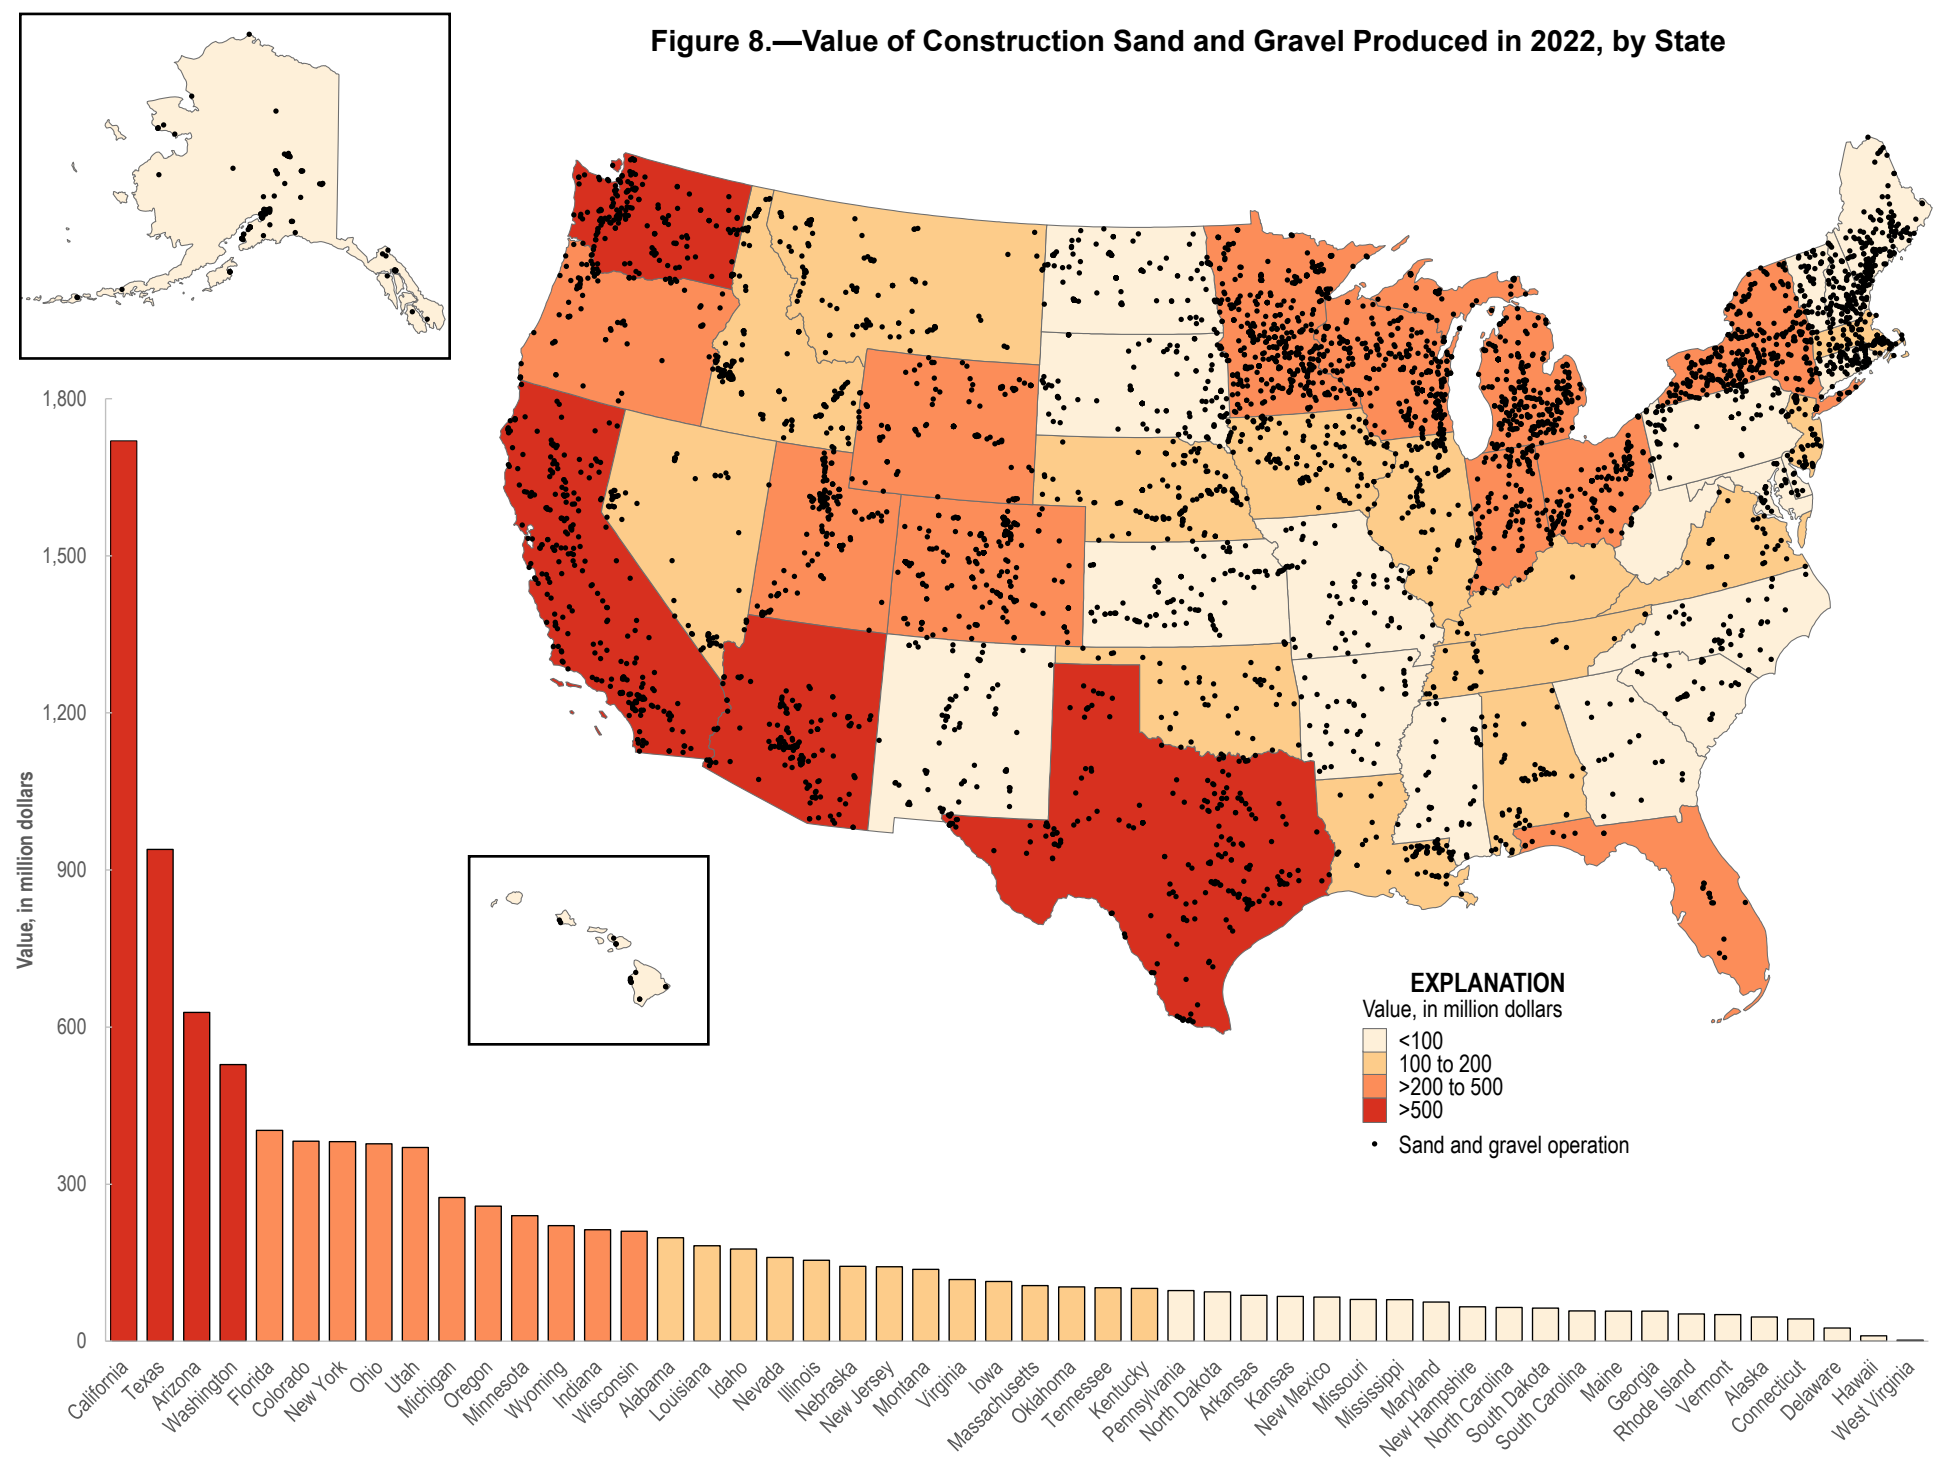 Figure 8.—Value of Construction Sand and Gravel Produced in 2022, by State
1,800
1,500
1,200
900
600
300
0
Value, in million dollars
EXPLANATION
Value, in million dollars
<100
100 to 200
>200 to 500
>500
Sand and gravel operation
California
Texas
Arizona
Washington
Florida
Colorado
New York
Ohio
Utah
Michigan
Oregon
Minnesota
Wyoming
Indiana
Wisconsin
Alabama
Louisiana
Idaho
Nevada
Illinois
Nebraska
New Jersey
Montana
Virginia
Iowa
Massachusetts
Oklahoma
Tennessee
Kentucky
Pennsylvania
North Dakota
Arkansas
Kansas
New Mexico
Missouri
Mississippi
Maryland
New Hampshire
North Carolina
South Dakota
South Carolina
Maine
Georgia
Rhode Island
Vermont
Alaska
Connecticut
Delaware
Hawaii
West Virginia